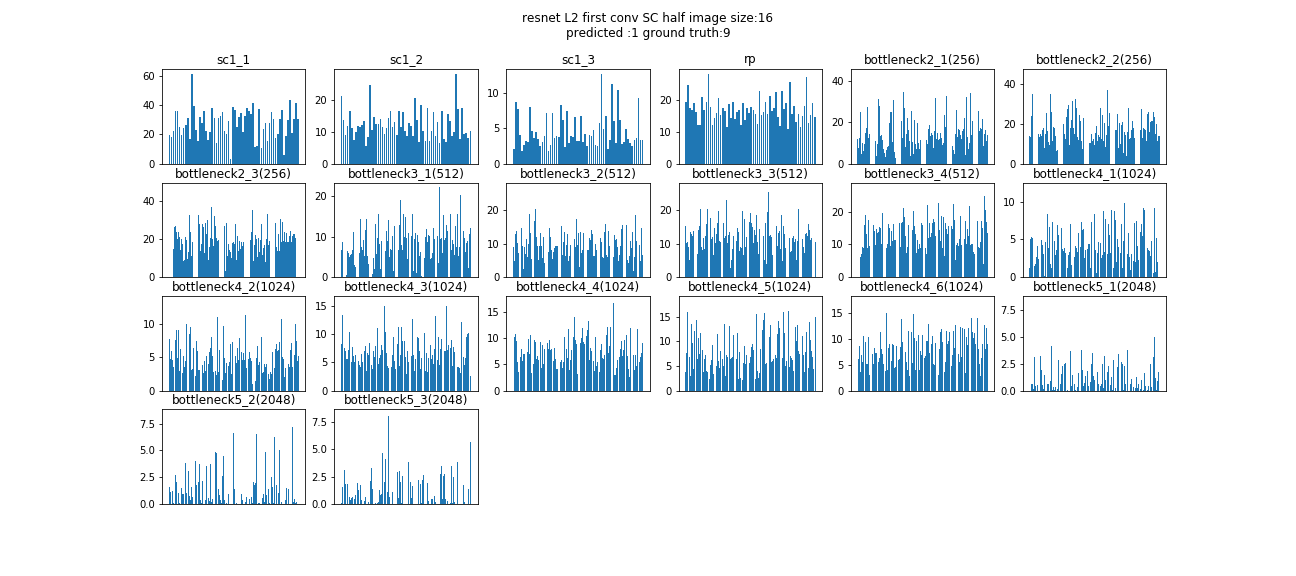 resnet L2 first conv SC half image size:16
predicted :1 ground truth:9
sc1_1 sc1_2 sc1_3 rp bottleneck2_1(256) bottleneck2_2(256)
60 40 20 0
20 10 0
10 5 0
20 10 0
40 20 0
40 20 0
bottleneck2_3(256) bottleneck3_1(512) bottleneck3_2(512) bottleneck3_3(512) bottleneck3_4(512) bottleneck4_1(1024)
40 20 0
20 10 0
20 10 0
20 10 0
20 10 0
10 5 0
bottleneck4_2(1024) bottleneck4_3(1024) bottleneck4_4(1024) bottleneck4_5(1024) bottleneck4_6(1024) bottleneck5_1(2048)
10 5 0
15 10 5 0
15 10 5 0
15 10 5 0
15 10 5 0
7.5 5.0 2.5 0.0
bottleneck5_2(2048) bottleneck5_3(2048)
7.5 5.0 2.5 0.0
7.5 5.0 2.5 0.0